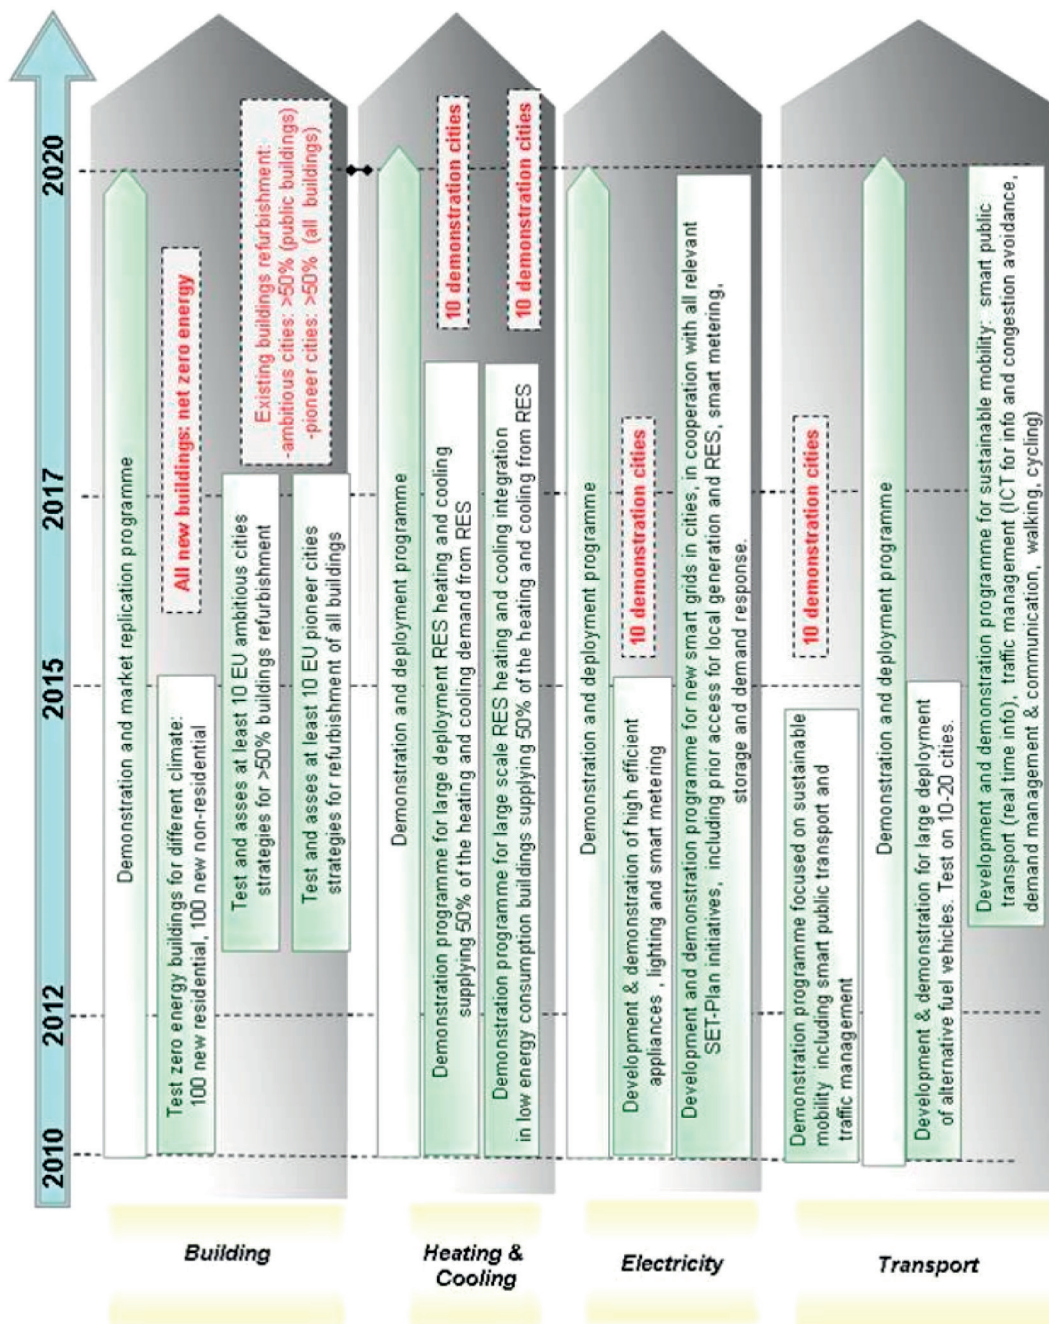 2010
2012
2015
2017
2020
Building
Demonstration and market replication programme
Test zero energy buildings for different climate:
100 new residential, 100 new non-residential
All new buildings: net zero energy
Test and asses at least 10 EU ambitious cities
strategies for >50% buildings refurbishment
Test and asses at least 10 EU pioneer cities
strategies for refurbishment of all buildings
Existing buildings refurbishment:
-ambitious cities: >50% (public buildings)
-pioneer cities: >50% (all buildings)
Heating &
Cooling
Demonstration and deployment programme
Demonstration programme for large deployment RES heating and cooling
supplying 50% of the heating and cooling demand from RES
10 demonstration cities
Demonstration programme for large scale RES heating and cooling integration
in low energy consumption buildings supplying 50% of the heating and cooling from RES
10 demonstration cities
Electricity
Demonstration and deployment programme
Development & demonstration of high efficient
appliances , lighting and smart metering
10 demonstration cities
Development and demonstration programme for new smart grids in cities, in cooperation with all relevant
SET-Plan initiatives, including prior access for local generation and RES, smart metering,
storage and demand response.
Transport
Demonstration programme focused on sustainable
mobility including smart public transport and
traffic management
10 demonstration cities
Demonstration and deployment programme
Development & demonstration for large deployment
of alternative fuel vehicles. Test on 10-20 cities.
Development and demonstration programme for sustainable mobility: smart public
transport (real time info), traffic management (ICT for info and congestion avoidance,
demand management & communication, walking, cycling)